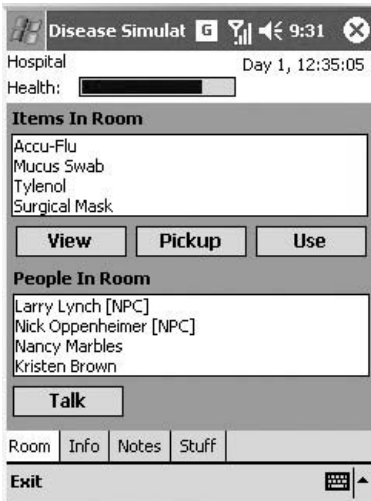 Disease Simulat G 9:31
Hospital Day 1, 12:35:05
Health:
Items In Room
Accu-Flu
Mucus Swab
Tylenol
Surgical Mask
View Pickup Use
People In Room
Larry Lynch [NPC]
Nick Oppenheimer [NPC]
Nancy Marbles
Kristen Brown
Talk
Room Info Notes Stuff
Exit